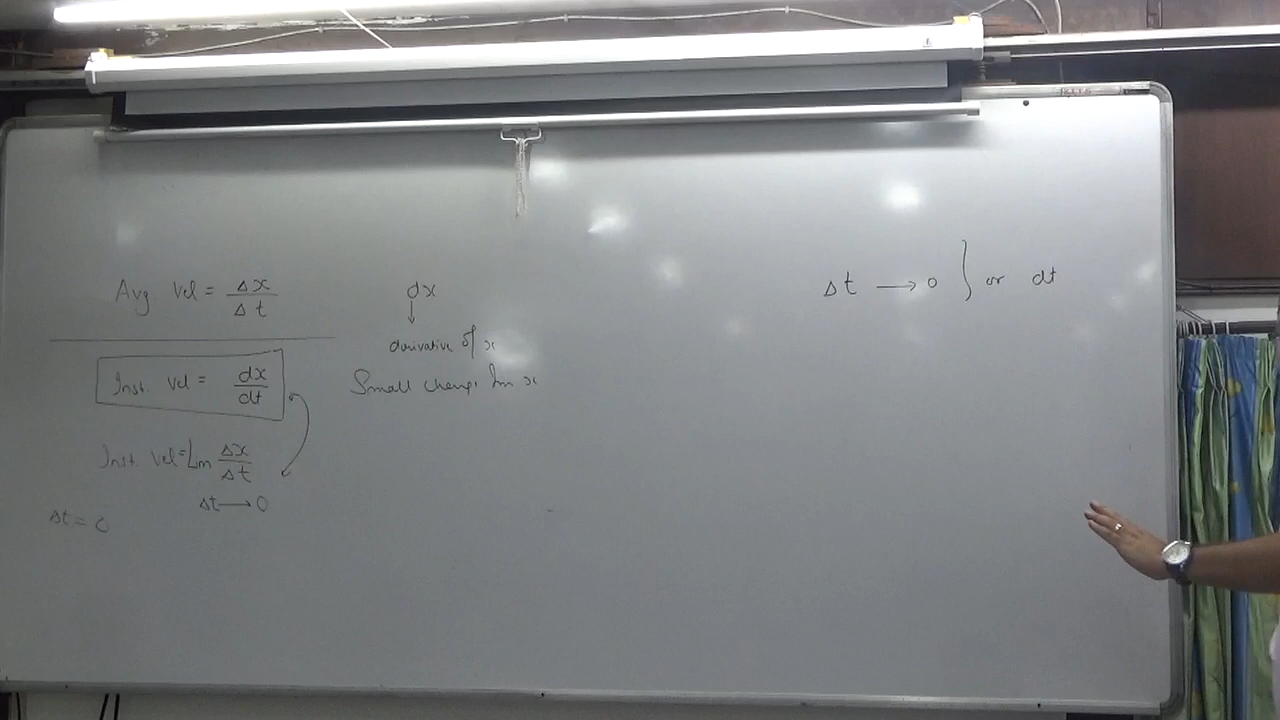 Avg Vel = Δx/Δt
Inst. Vel = dx/dt
Inst. Vel = Lim Δx/Δt
Δt → 0
Δt = 0
dx
↓
derivative of x
Small change in x
Δt → 0 } or dt